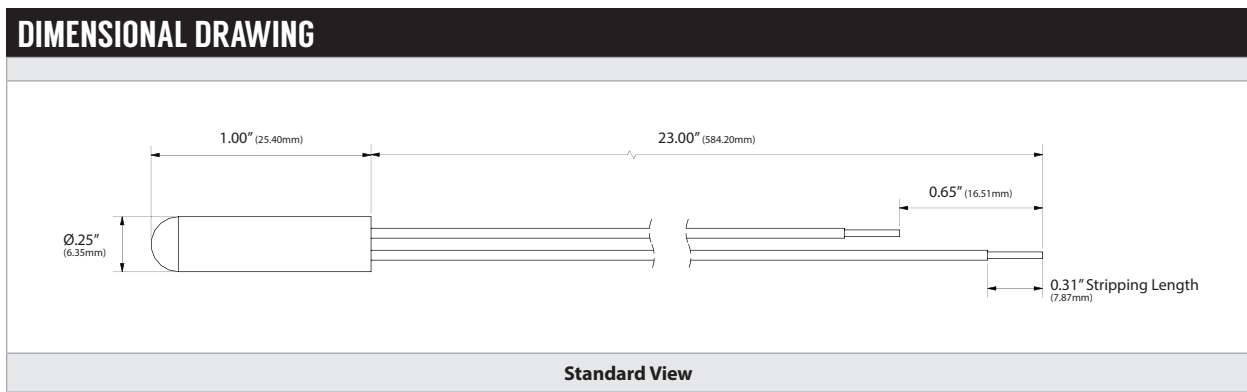 DIMENSIONAL DRAWING
1.00" (25.40mm)
23.00" (584.20mm)
0.65" (16.51mm)
Ø.25"
(6.35mm)
0.31" Stripping Length
(7.87mm)
Standard View